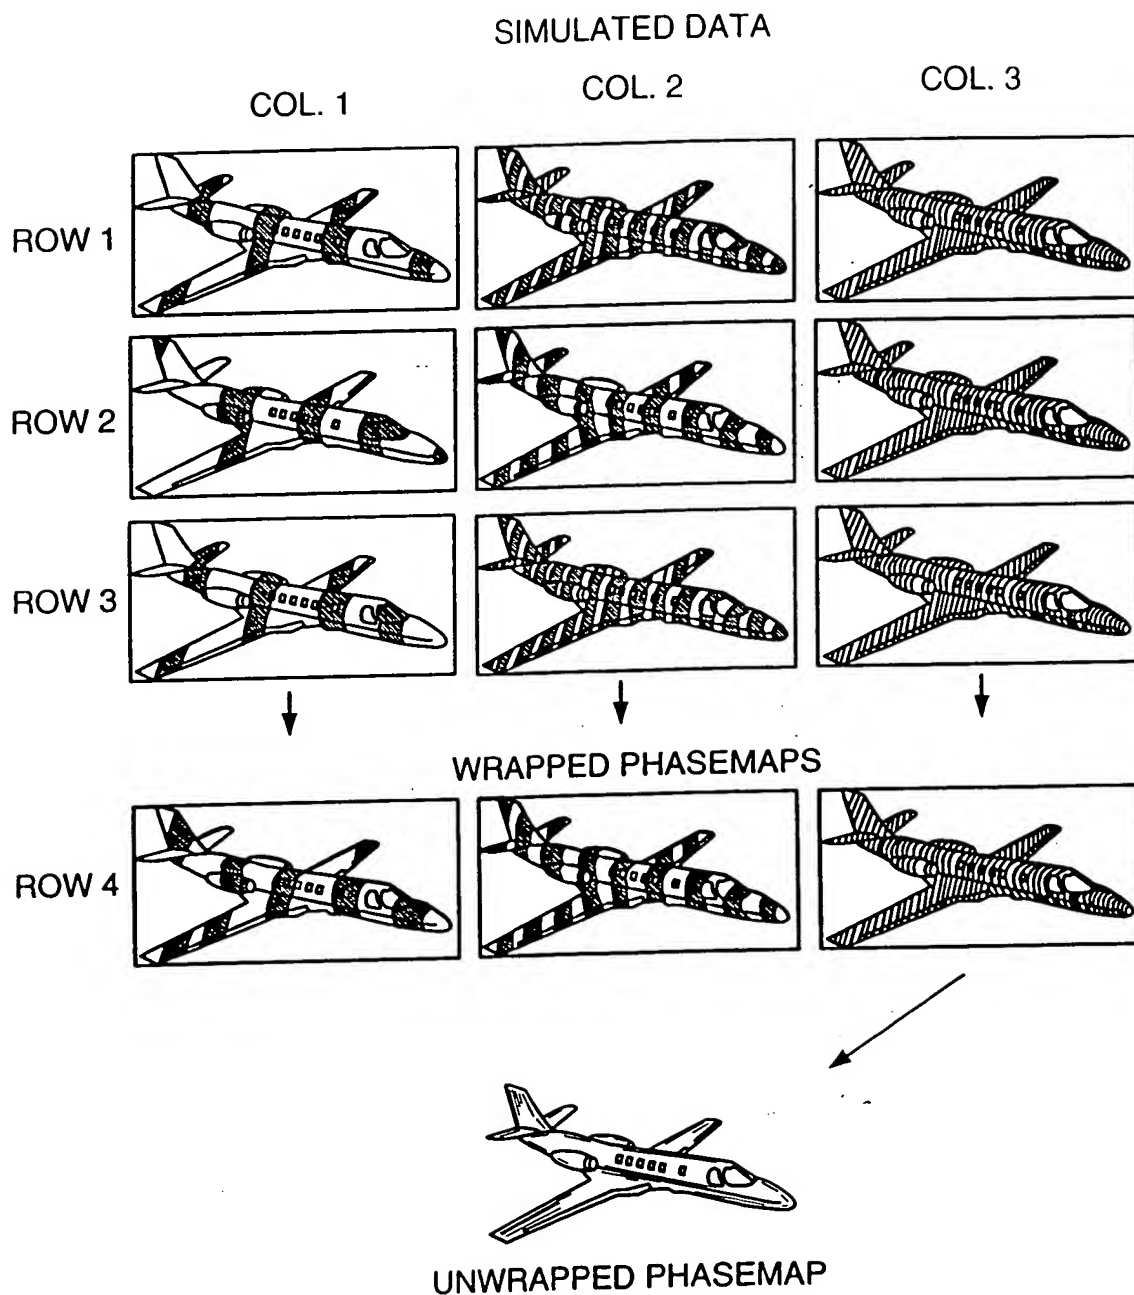 SIMULATED DATA
COL. 1
COL. 2
COL. 3
ROW 1
ROW 2
ROW 3
WRAPPED PHASEMAPS
ROW 4
UNWRAPPED PHASEMAP